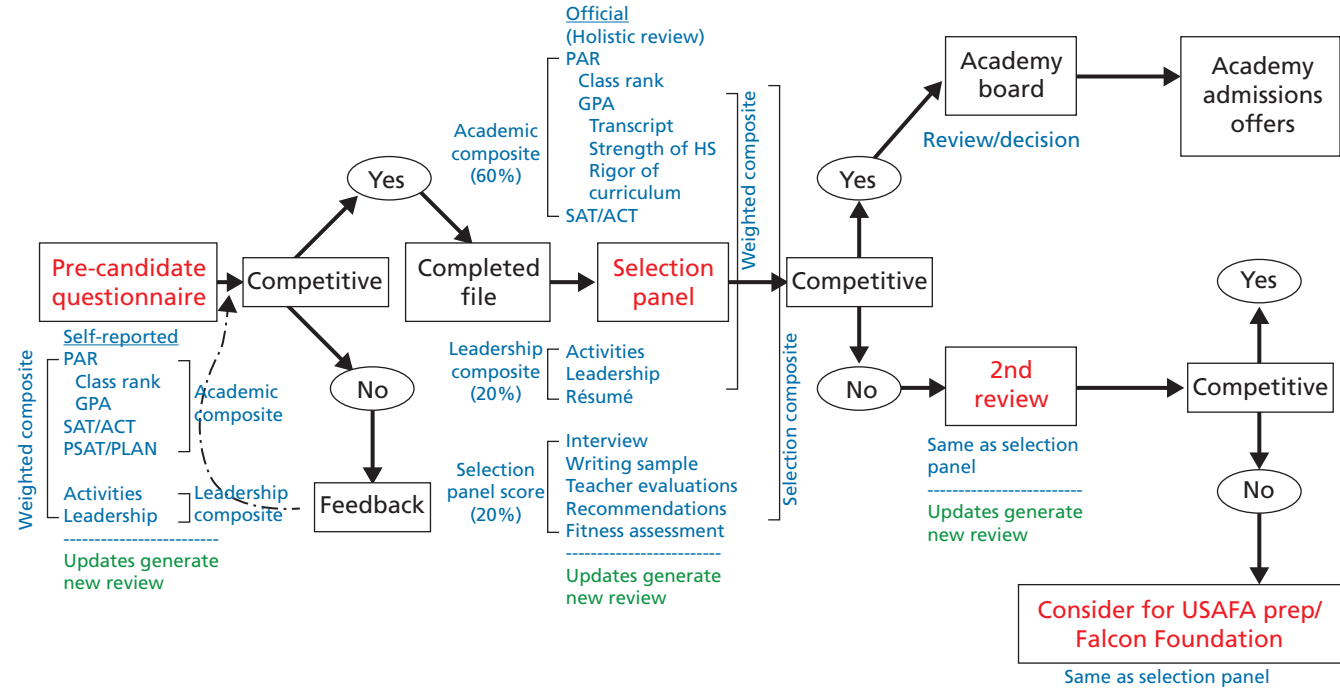 Official
(Holistic review)
PAR
Class rank
GPA
Transcript
Strength of HS
Rigor of
curriculum
SAT/ACT
Academic
composite
(60%)
Weighted composite
Selection composite
Academy
board
Review/decision
Academy
admissions
offers
Yes
Yes
Pre-candidate
questionnaire
Competitive
Completed
file
Selection
panel
Competitive
Yes
Self-reported
PAR
Class rank
GPA
SAT/ACT
PSAT/PLAN
Academic
composite
Weighted composite
Activities
Leadership
Leadership
composite
-------------------------
Updates generate
new review
No
Feedback
Leadership
composite
(20%)
Activities
Leadership
Résumé
Selection
panel score
(20%)
Interview
Writing sample
Teacher evaluations
Recommendations
Fitness assessment
-------------------------
Updates generate
new review
No
2nd
review
Same as selection
panel
-------------------------
Updates generate
new review
Competitive
No
Consider for USAFA prep/
Falcon Foundation
Same as selection panel